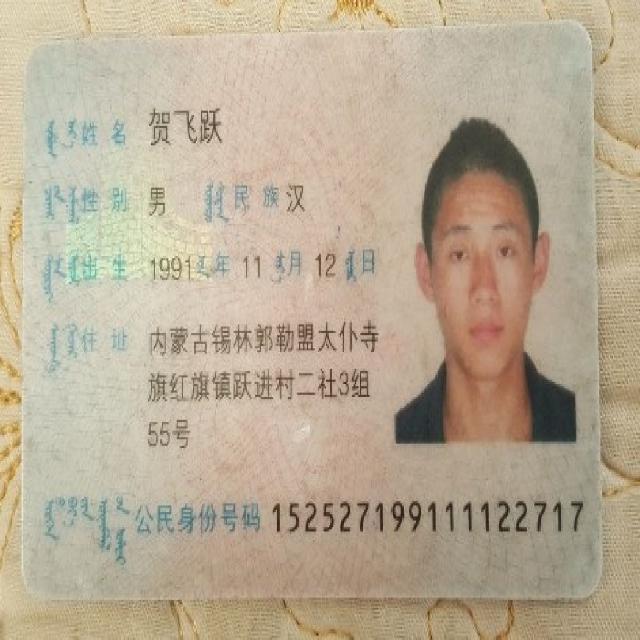 姓名 贺飞跃
性别 男 民族 汉
出生 1991 年 11 月 12 日
住址 内蒙古锡林郭勒盟太仆寺
旗红旗镇跃进村二社3组
55号
公民身份号码 152527199111122717